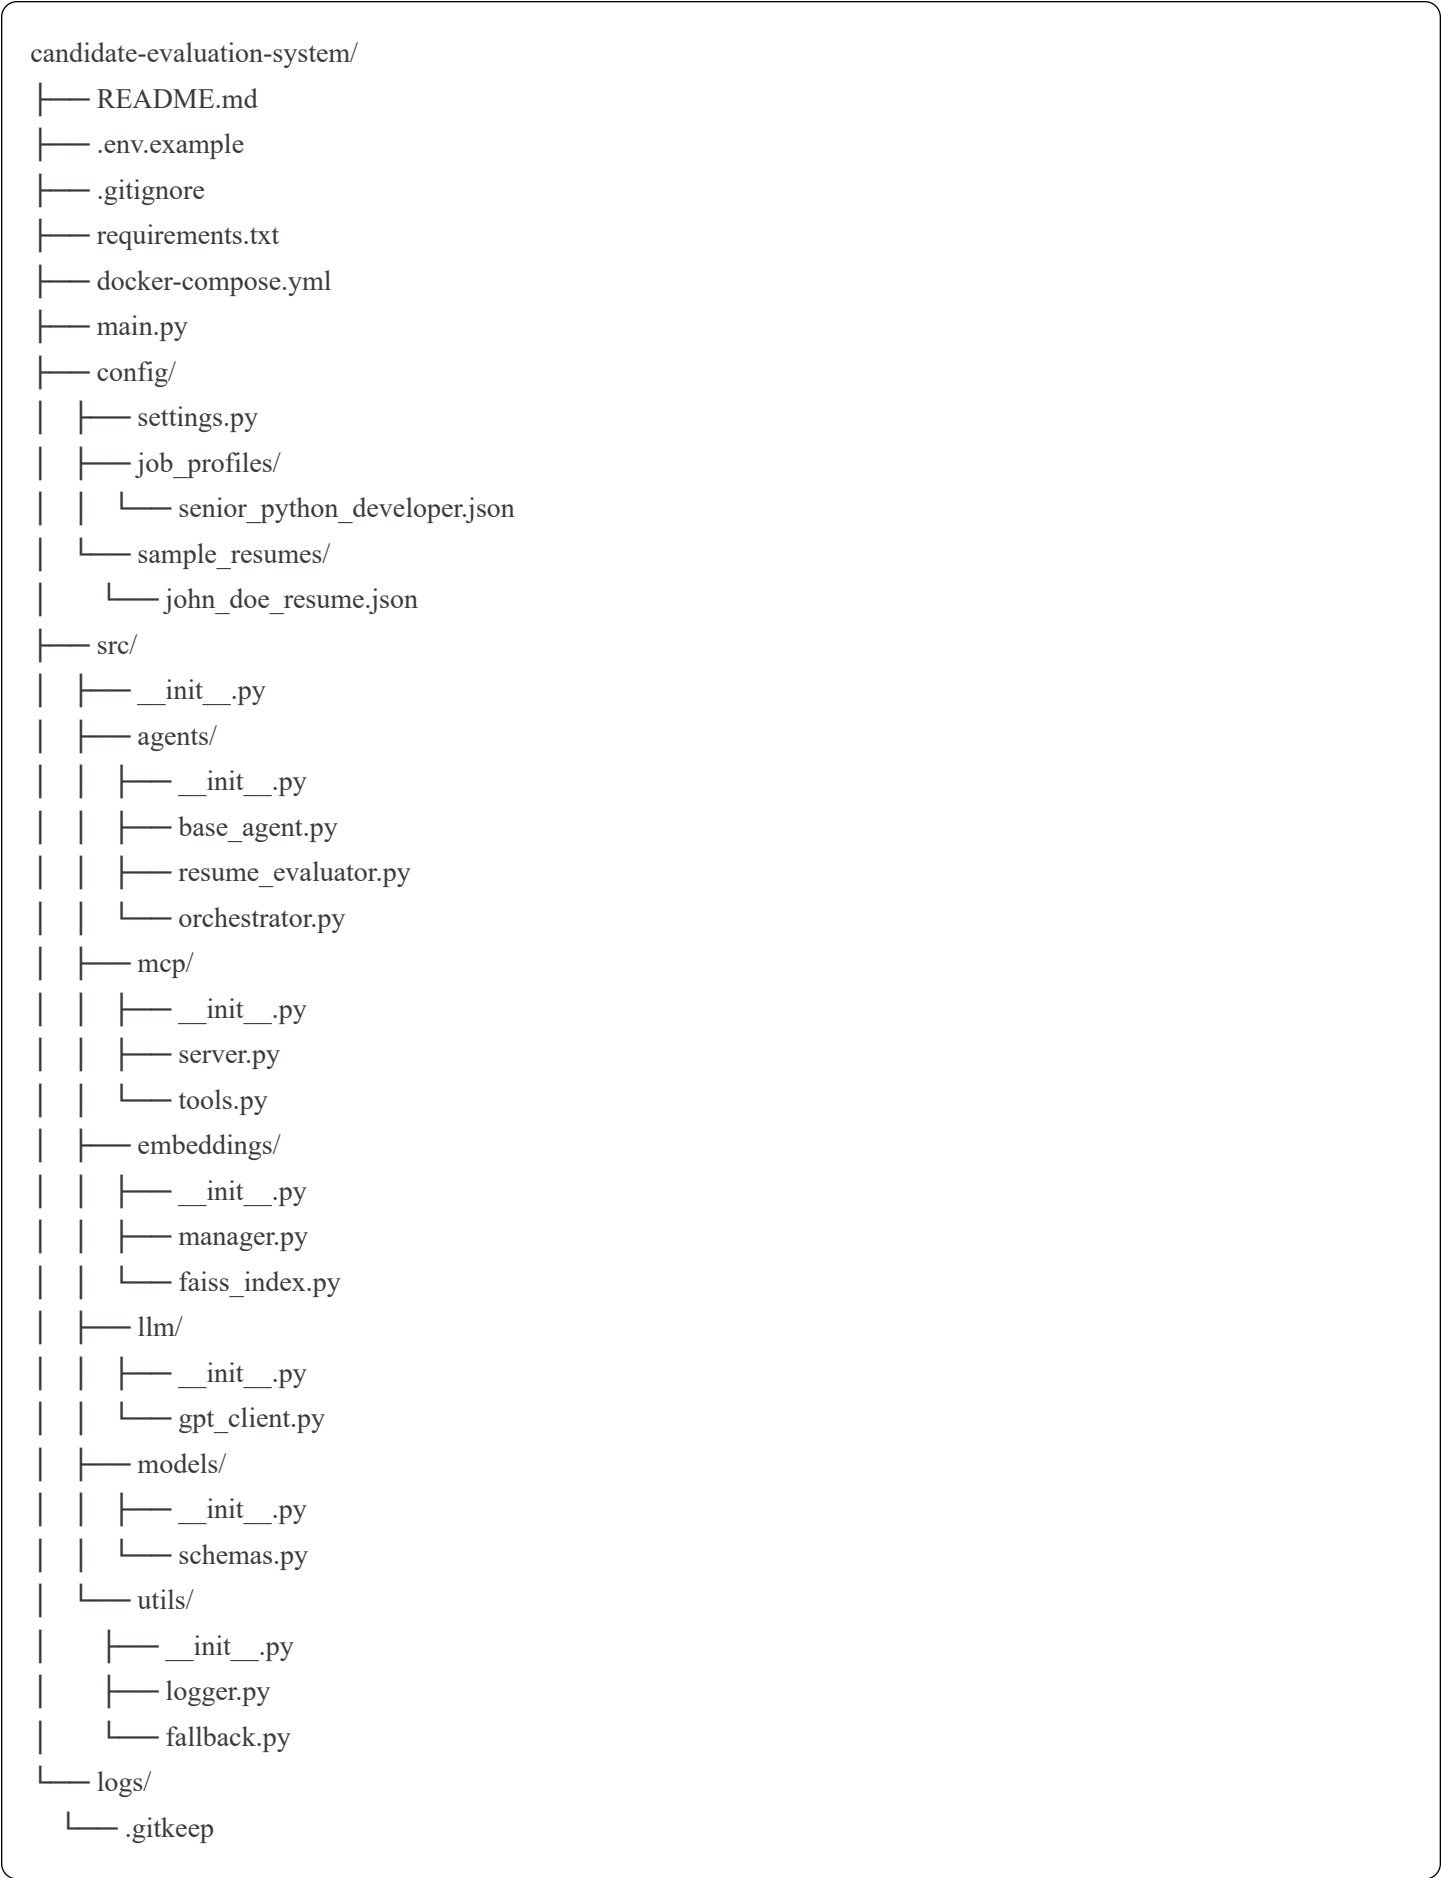 candidate-evaluation-system/
├── README.md
├── .env.example
├── .gitignore
├── requirements.txt
├── docker-compose.yml
├── main.py
├── config/
│   ├── settings.py
│   ├── job_profiles/
│   │   └── senior_python_developer.json
│   └── sample_resumes/
│       └── john_doe_resume.json
├── src/
│   ├── __init__.py
│   ├── agents/
│   │   ├── __init__.py
│   │   ├── base_agent.py
│   │   ├── resume_evaluator.py
│   │   └── orchestrator.py
│   ├── mcp/
│   │   ├── __init__.py
│   │   ├── server.py
│   │   └── tools.py
│   ├── embeddings/
│   │   ├── __init__.py
│   │   ├── manager.py
│   │   └── faiss_index.py
│   ├── llm/
│   │   ├── __init__.py
│   │   └── gpt_client.py
│   ├── models/
│   │   ├── __init__.py
│   │   └── schemas.py
│   └── utils/
│       ├── __init__.py
│       ├── logger.py
│       └── fallback.py
└── logs/
    └── .gitkeep